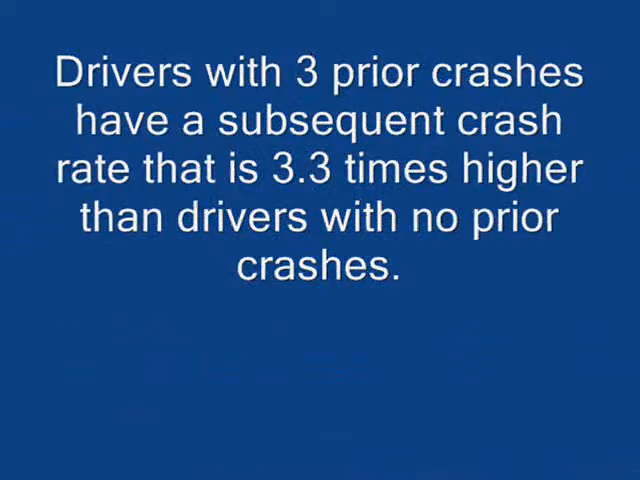 Drivers with 3 prior crashes
have a subsequent crash
rate that is 3.3 times higher
than drivers with no prior
crashes.